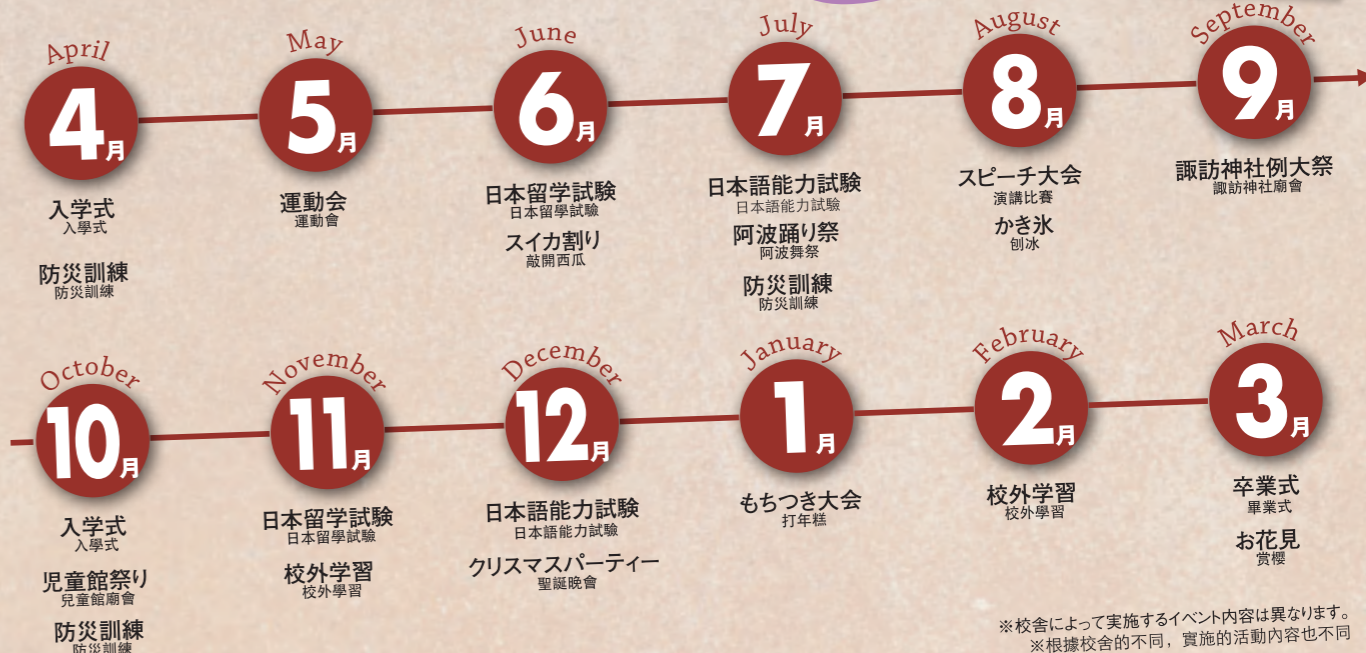 April
4月
入学式
入學式
防災訓練
防災訓練
May
5月
運動会
運動會
June
6月
日本留学試験
日本留學試驗
スイカ割り
敲開西瓜
July
7月
日本語能力試験
日本語能力試驗
阿波踊り祭
阿波舞祭
防災訓練
防災訓練
August
8月
スピーチ大会
演講比賽
かき氷
刨冰
September
9月
諏訪神社例大祭
諏訪神社廟會
October
10月
入学式
入學式
児童館祭り
兒童館廟會
防災訓練
防災訓練
November
11月
日本留学試験
日本留學試驗
校外学習
校外學習
December
12月
日本語能力試験
日本語能力試驗
クリスマスパーティー
聖誕晚會
January
1月
もちつき大会
打年糕
February
2月
校外学習
校外學習
March
3月
卒業式
畢業式
お花見
赏櫻
※校舎によって実施するイベント内容は異なります。
※根據校舍的不同，實施的活動內容也不同